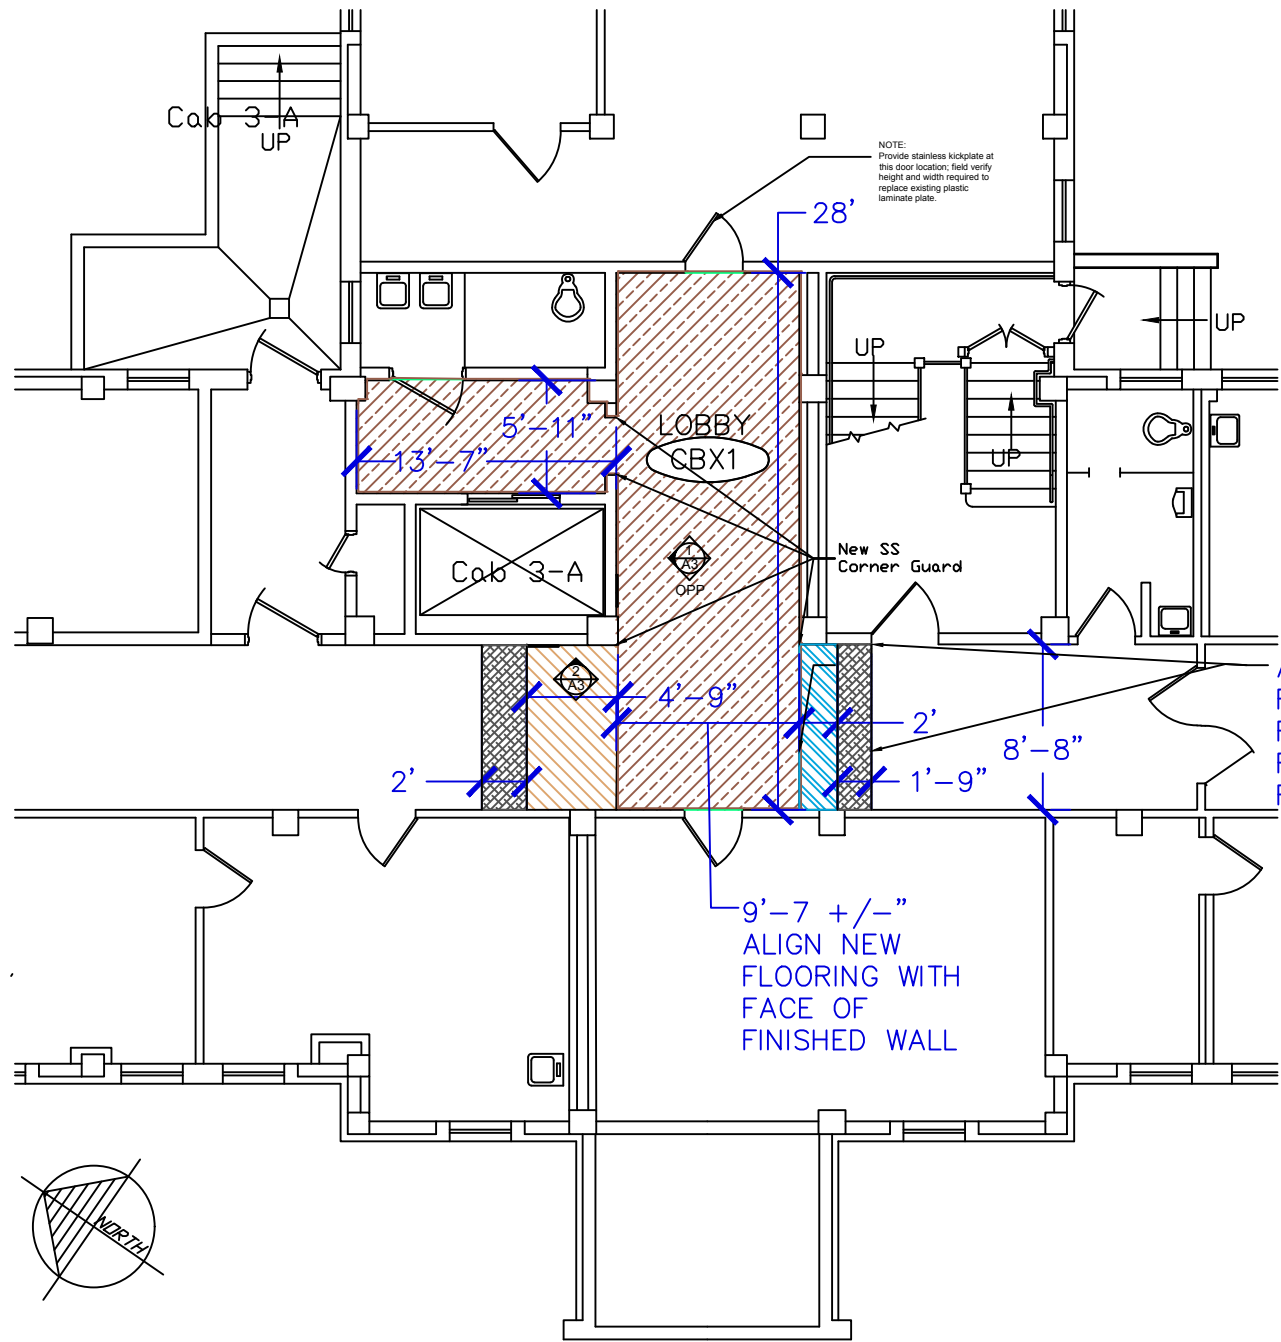 Cab 3-A
UP
NOTE:
Provide stainless kickplate at
this door location; field verify
height and width required to
replace existing plastic
laminate plate.
28'
UP
UP
UP
5'-11"
13'-7"
LOBBY
CBX1
1
A3
OPP
New SS
Corner Guard
Cab 3-A
2
A3
4'-9"
2'
8'-8"
2'
1'-9"
9'-7 +/-"
ALIGN NEW
FLOORING WITH
FACE OF
FINISHED WALL
NORTH